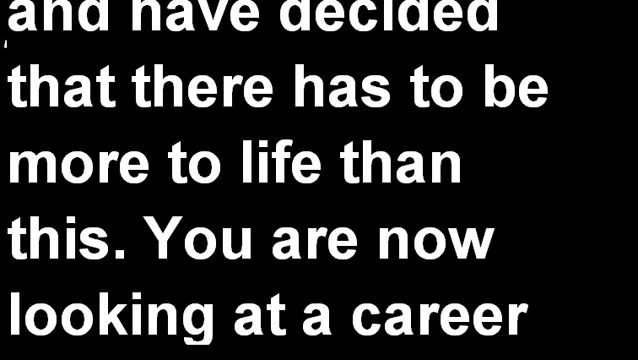 and have decided
that there has to be
more to life than
this. You are now
looking at a career